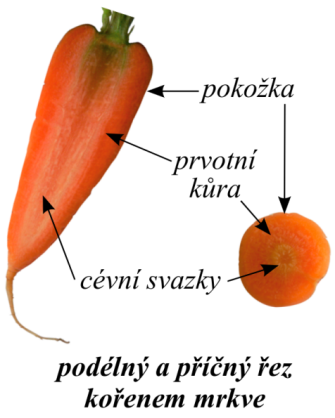 pokožka
prvotní
kůra
cévní svazky
podélný a příčný řez
kořenem mrkve